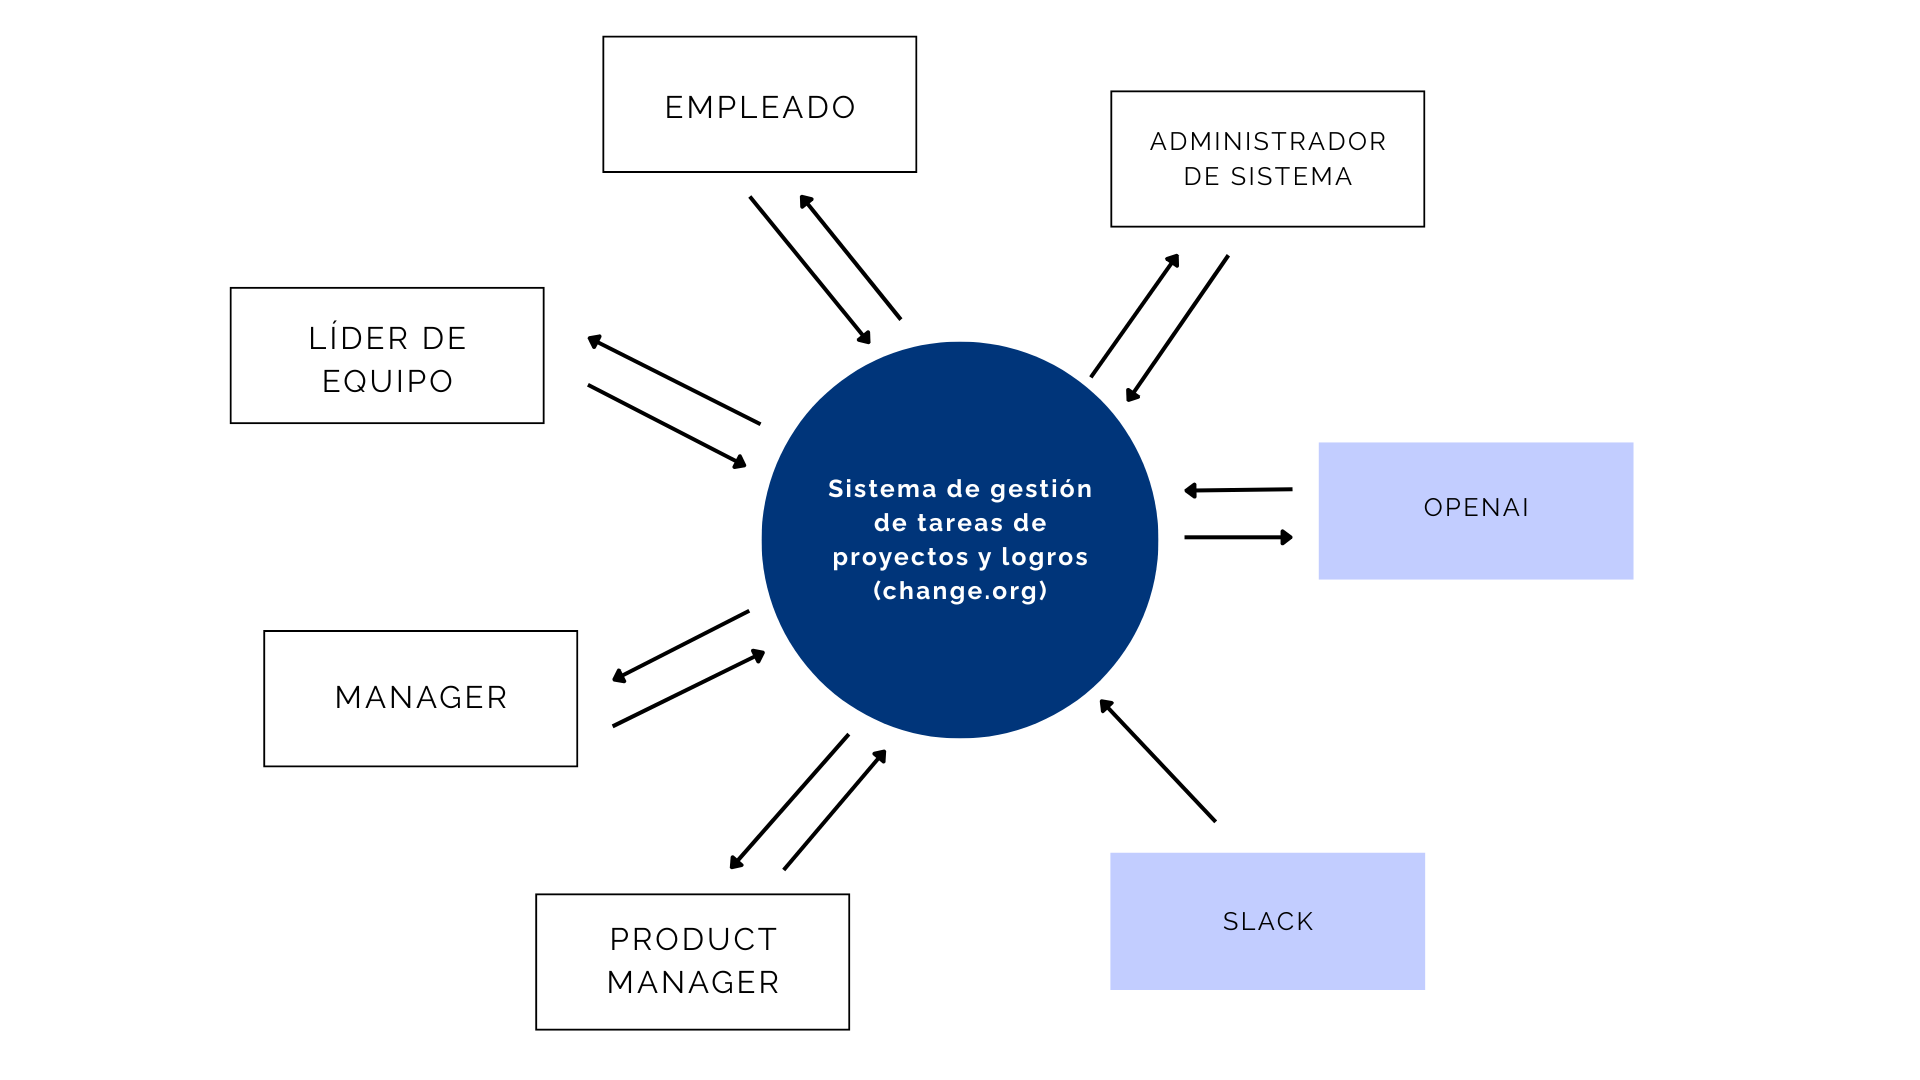 EMPLEADO
ADMINISTRADOR
DE SISTEMA
LÍDER DE
EQUIPO
Sistema de gestión
de tareas de
proyectos y logros
(change.org)
OPENAI
MANAGER
PRODUCT
MANAGER
SLACK